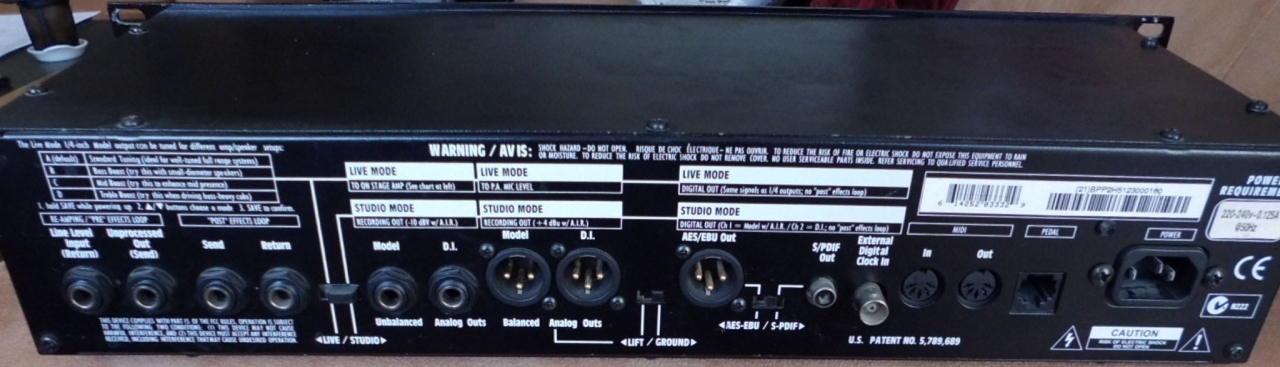 The Live Mode 1/4-inch Model output can be tuned for different amp/speaker setups:
A (default) Standard Tuning (ideal for well-tuned full range systems)
B Bass Boost (try this with small-diameter speakers)
C Mid Boost (try this to enhance mid presence)
D Treble Boost (try this when driving bass-heavy cabs)
1. hold SAVE while powering up 2. ▲/▼ buttons choose a mode 3. SAVE to confirm.
RE-AMPING / "PRE" EFFECTS LOOP
"POST" EFFECTS LOOP
Line Level Input (Return)
Unprocessed Out (Send)
Send
Return
THIS DEVICE COMPLIES WITH PART 15 OF THE FCC RULES. OPERATION IS SUBJECT
TO THE FOLLOWING TWO CONDITIONS: (1) THIS DEVICE MAY NOT CAUSE
HARMFUL INTERFERENCE, AND (2) THIS DEVICE MUST ACCEPT ANY INTERFERENCE
RECEIVED, INCLUDING INTERFERENCE THAT MAY CAUSE UNDESIRED OPERATION.
◀LIVE / STUDIO▶
WARNING / AVIS: SHOCK HAZARD - DO NOT OPEN. RISQUE DE CHOC ÉLECTRIQUE - NE PAS OUVRIR. TO REDUCE THE RISK OF FIRE OR ELECTRIC SHOCK DO NOT EXPOSE THIS EQUIPMENT TO RAIN
OR MOISTURE. TO REDUCE THE RISK OF ELECTRIC SHOCK DO NOT REMOVE COVER. NO USER SERVICEABLE PARTS INSIDE. REFER SERVICING TO QUALIFIED SERVICE PERSONNEL.
LIVE MODE
TO ON STAGE AMP (See chart at left)
LIVE MODE
TO P.A. MIC LEVEL
LIVE MODE
DIGITAL OUT (Same signals as 1/4 outputs; no "post" effects loop)
STUDIO MODE
RECORDING OUT (-10 dBV w/A.I.R.)
STUDIO MODE
RECORDING OUT (+4 dBu w/A.I.R.)
STUDIO MODE
DIGITAL OUT (Ch 1 = Model w/A.I.R. /Ch 2 = D.I.; no "post" effects loop)
Model
D.I.
Unbalanced Analog Outs
Model
D.I.
Balanced Analog Outs
◀LIFT / GROUND▶
AES/EBU Out
◀AES-EBU / S-PDIF▶
S/PDIF Out
External Digital Clock In
U.S. PATENT NO. 5,789,689
(21)BPP2H5123000160
6 14252 03332 9
MIDI
In
Out
PEDAL
POWER
POWER
REQUIREM
220-240v~0.125A
@50Hz
CE
N222
CAUTION
RISK OF ELECTRIC SHOCK
DO NOT OPEN